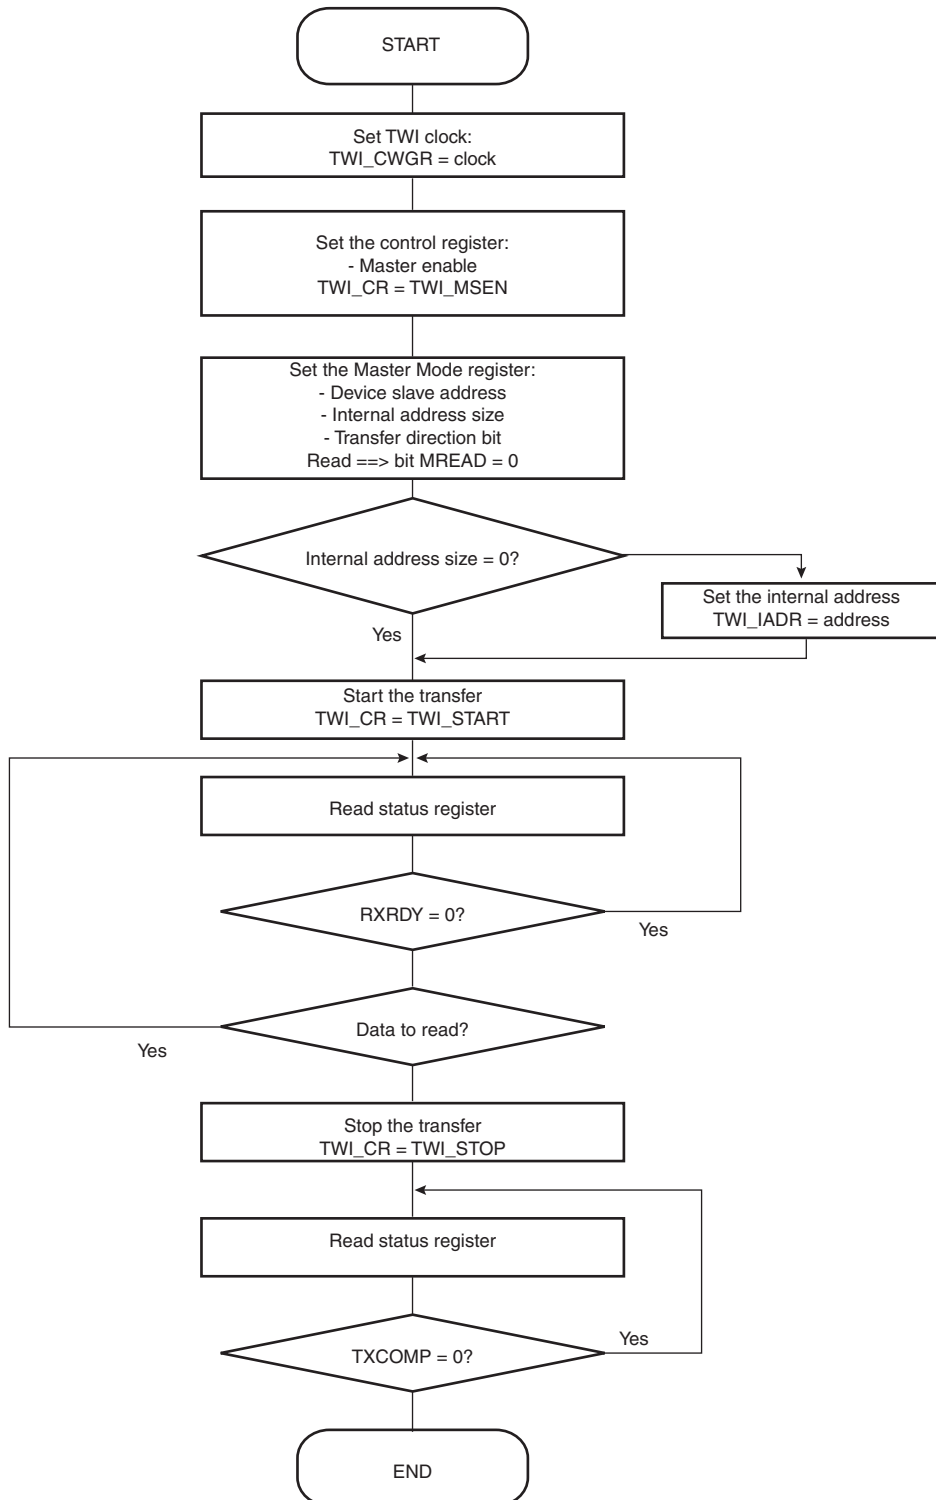 START
Set TWI clock:
TWI_CWGR = clock
Set the control register:
- Master enable
TWI_CR = TWI_MSEN
Set the Master Mode register:
- Device slave address
- Internal address size
- Transfer direction bit
Read ==> bit MREAD = 0
Internal address size = 0?
Set the internal address
TWI_IADR = address
Yes
Start the transfer
TWI_CR = TWI_START
Read status register
RXRDY = 0?
Yes
Data to read?
Yes
Stop the transfer
TWI_CR = TWI_STOP
Read status register
Yes
TXCOMP = 0?
END